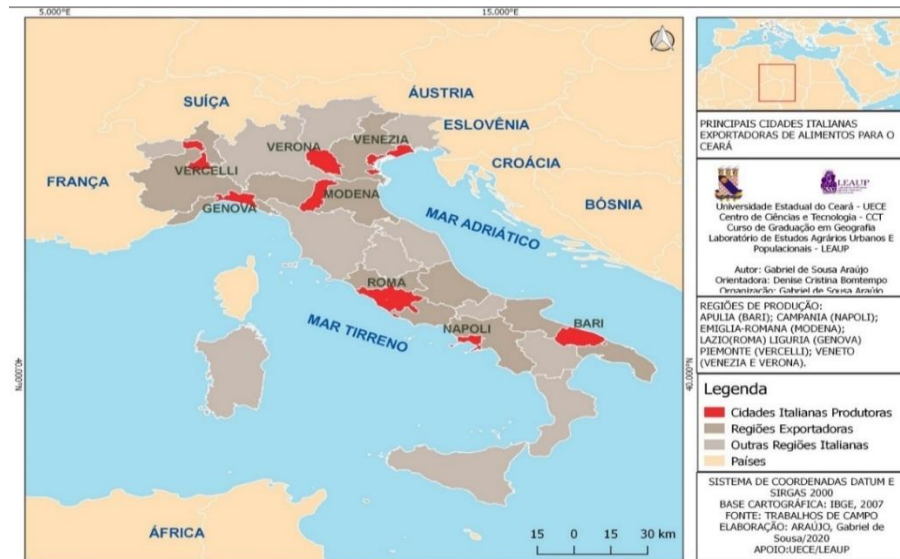 5.000°E
15.000°E
SUÍÇA
ÁUSTRIA
ESLOVÊNIA
VERONA
VENEZIA
VERCELLI
CROÁCIA
FRANÇA
MODENA
GENOVA
BÓSNIA
MAR ADRIÁTICO
ROMA
MAR TIRRENO
NAPOLI
BARI
40.000°N
40.000°N
ÁFRICA
15 0 15 30 km
PRINCIPAIS CIDADES ITALIANAS
EXPORTADORAS DE ALIMENTOS PARA O
CEARÁ
LEAUP
Universidade Estadual do Ceará - UECE
Centro de Ciências e Tecnologia - CCT
Curso de Graduação em Geografia
Laboratório de Estudos Agrários Urbanos E
Populacionais - LEAUP
Autor: Gabriel de Sousa Araújo
Orientadora: Denise Cristina Bomtempo
Organização: Gabriel de Sousa Araújo
REGIÕES DE PRODUÇÃO:
APULIA (BARI); CAMPANIA (NAPOLI);
EMIGLIA-ROMANA (MODENA);
LAZIO(ROMA) LIGURIA (GENOVA)
PIEMONTE (VERCELLI); VENETO
(VENEZIA E VERONA).
Legenda
Cidades Italianas Produtoras
Regiões Exportadoras
Outras Regiões Italianas
Países
SISTEMA DE COORDENADAS DATUM E
SIRGAS 2000
BASE CARTOGRÁFICA: IBGE, 2007
FONTE: TRABALHOS DE CAMPO
ELABORAÇÃO: ARAÚJO, Gabriel de
Sousa/2020
APOIO:UECE/LEAUP